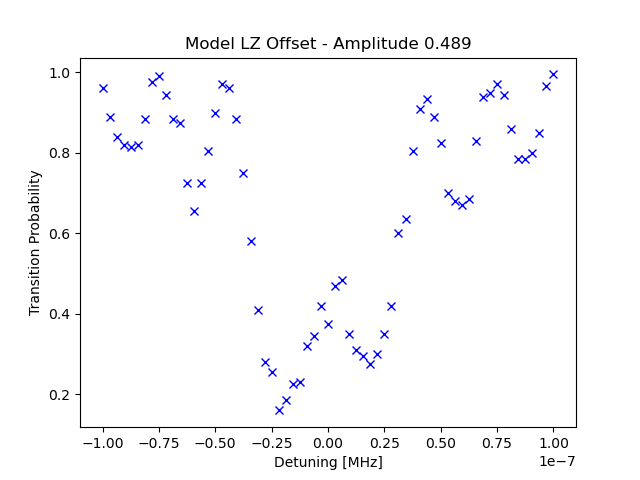 Model LZ Offset - Amplitude 0.489
1.0
0.8
0.6
0.4
0.2
Transition Probability
−1.00 −0.75 −0.50 −0.25 0.00 0.25 0.50 0.75 1.00
1e−7
Detuning [MHz]